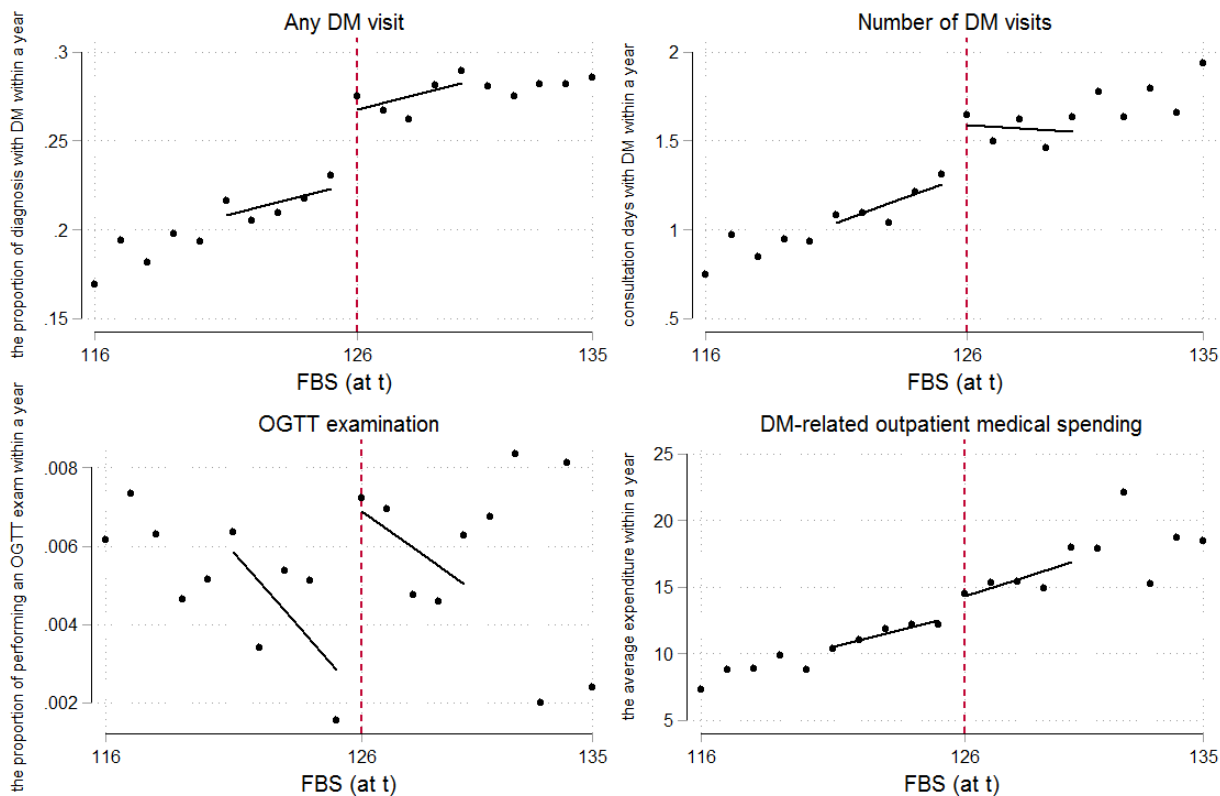 Any DM visit
the proportion of diagnosis with DM within a year
.3
.25
.2
.15
116
126
135
FBS (at t)
Number of DM visits
consultation days with DM within a year
2
1.5
1
.5
116
126
135
FBS (at t)
OGTT examination
the proportion of performing an OGTT exam within a year
.008
.006
.004
.002
116
126
135
FBS (at t)
DM-related outpatient medical spending
the average expenditure within a year
25
20
15
10
5
116
126
135
FBS (at t)